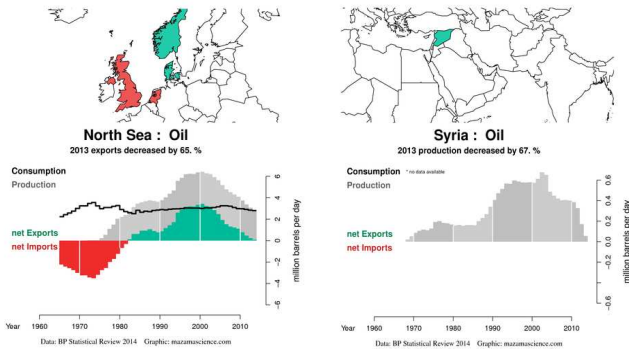 North Sea : Oil
2013 exports decreased by 65. %
Consumption
Production
net Exports
net Imports
6
4
2
0
−2
−4
−6
million barrels per day
Year
1960
1970
1980
1990
2000
2010
Data: BP Statistical Review 2014 Graphic: mazamascience.com
Syria : Oil
2013 production decreased by 67. %
Consumption * no data available
Production
net Exports
net Imports
0.6
0.4
0.2
0.0
−0.2
−0.6
million barrels per day
Year
1960
1970
1980
1990
2000
2010
Data: BP Statistical Review 2014 Graphic: mazamascience.com